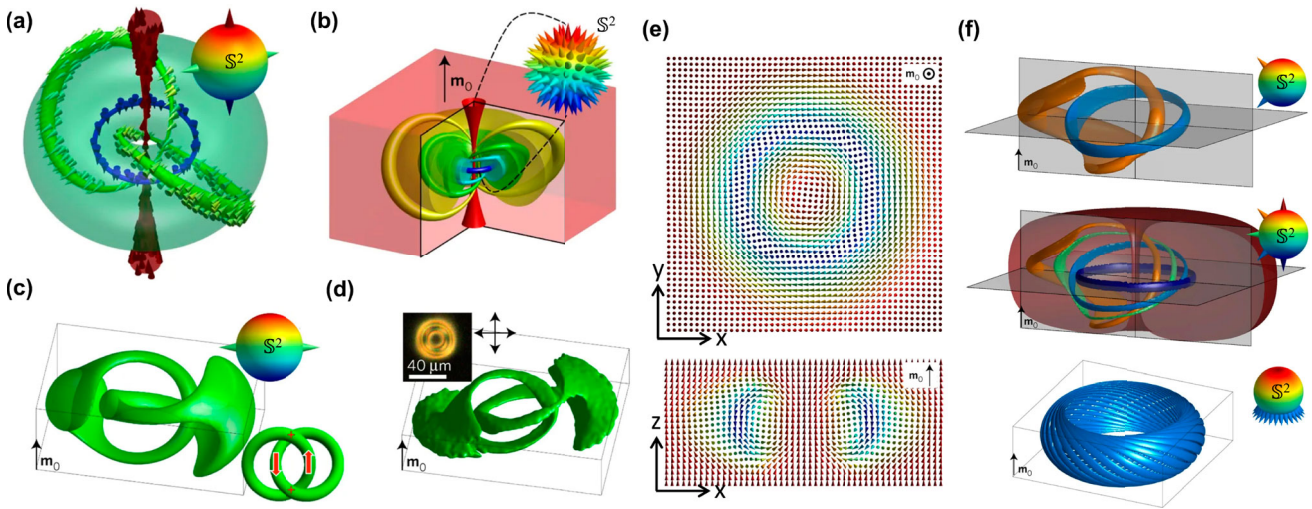 (a)
𝕊²
(b)
m₀
𝕊²
(c)
𝕊²
m₀
(d)
40 μm
m₀
(e)
m₀
y
x
m₀
z
x
(f)
𝕊²
m₀
𝕊²
m₀
𝕊²
m₀